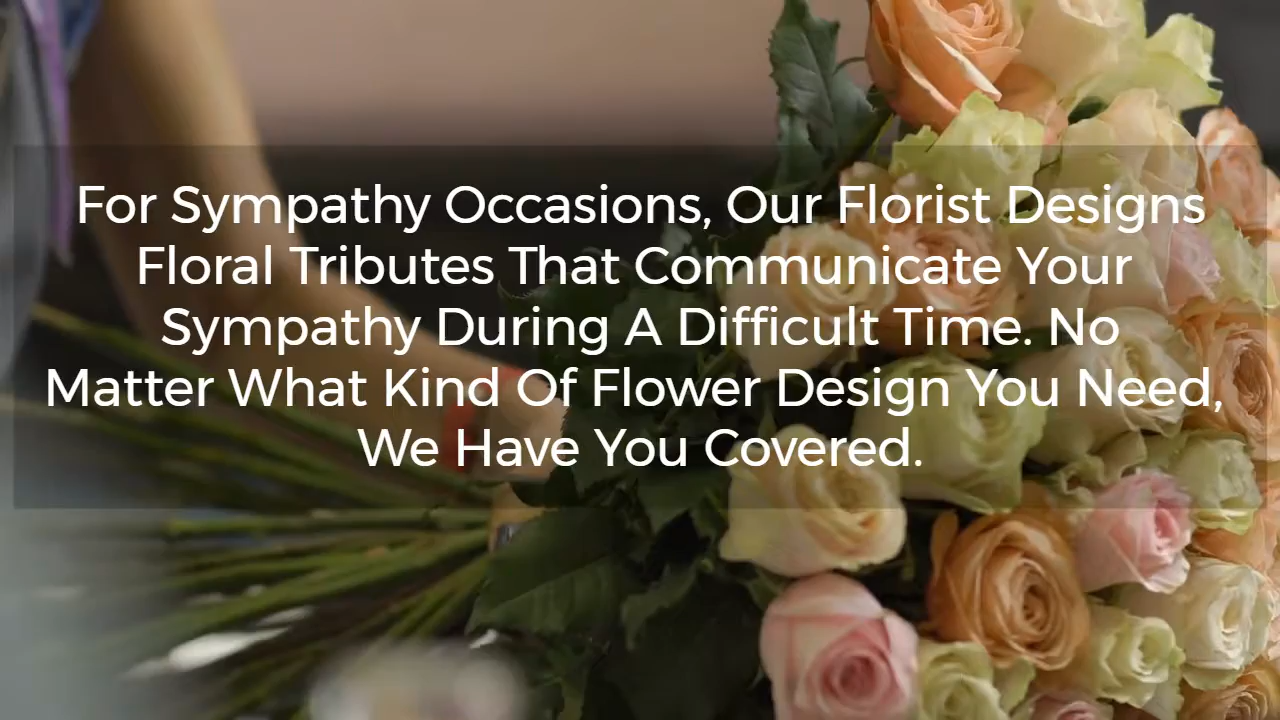 For Sympathy Occasions, Our Florist Designs
Floral Tributes That Communicate Your
Sympathy During A Difficult Time. No
Matter What Kind Of Flower Design You Need,
We Have You Covered.